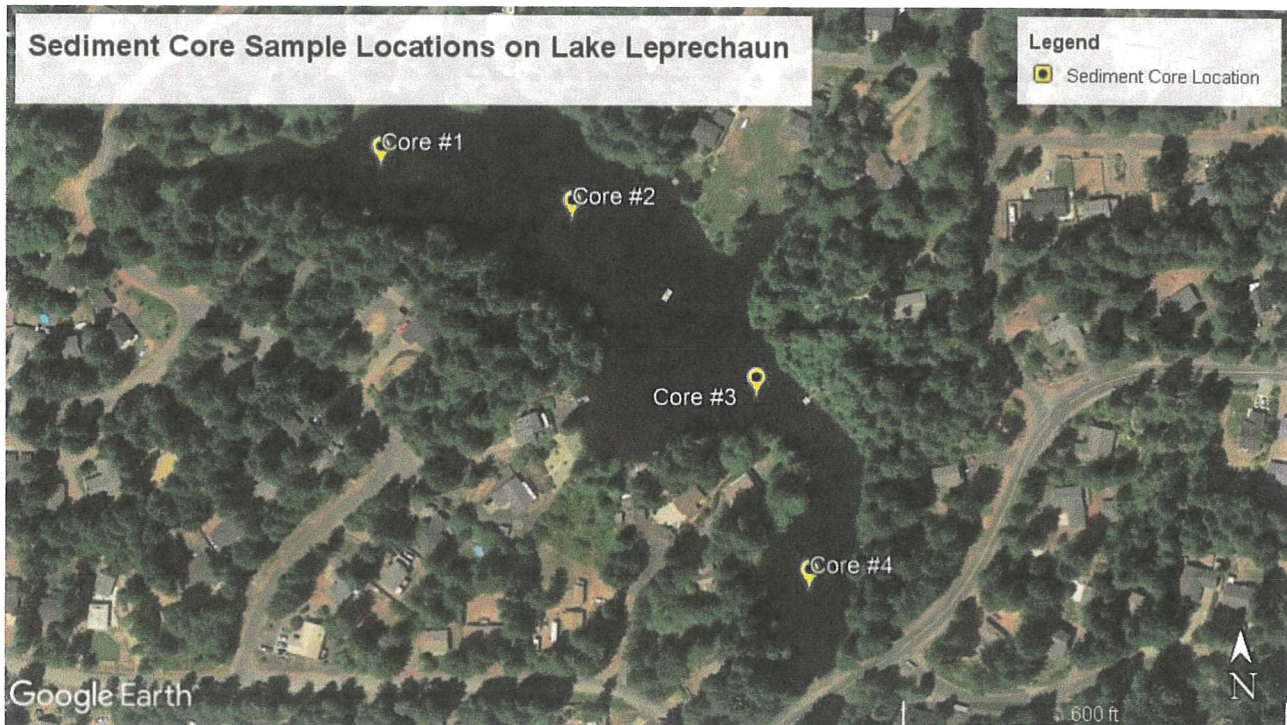 Sediment Core Sample Locations on Lake Leprechaun
Legend
Sediment Core Location
Core #1
Core #2
Core #3
Core #4
Google Earth
N
600 ft